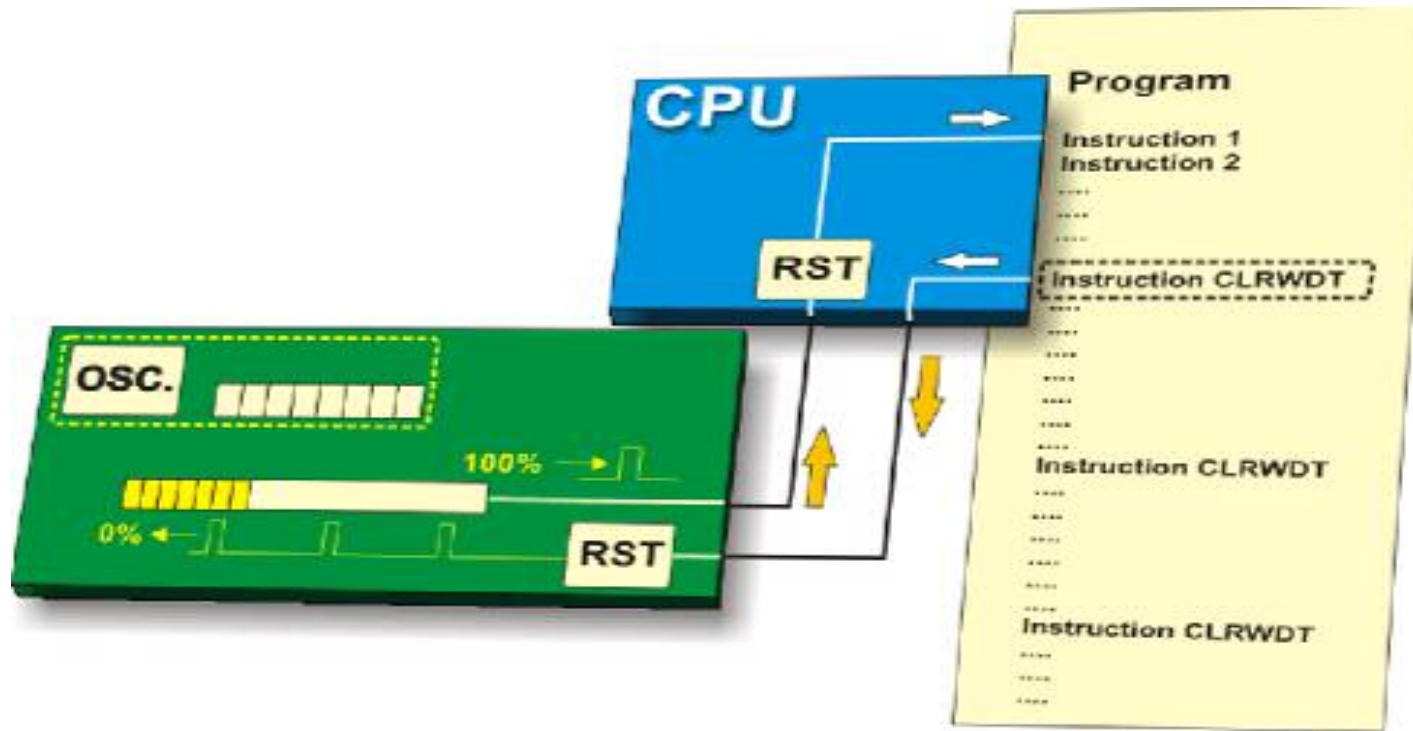 CPU
RST
OSC.
100%
0%
RST
Program
Instruction 1
Instruction 2
....
....
....
Instruction CLRWDT
....
....
....
....
....
....
....
Instruction CLRWDT
....
....
....
....
....
....
Instruction CLRWDT
....
....
....